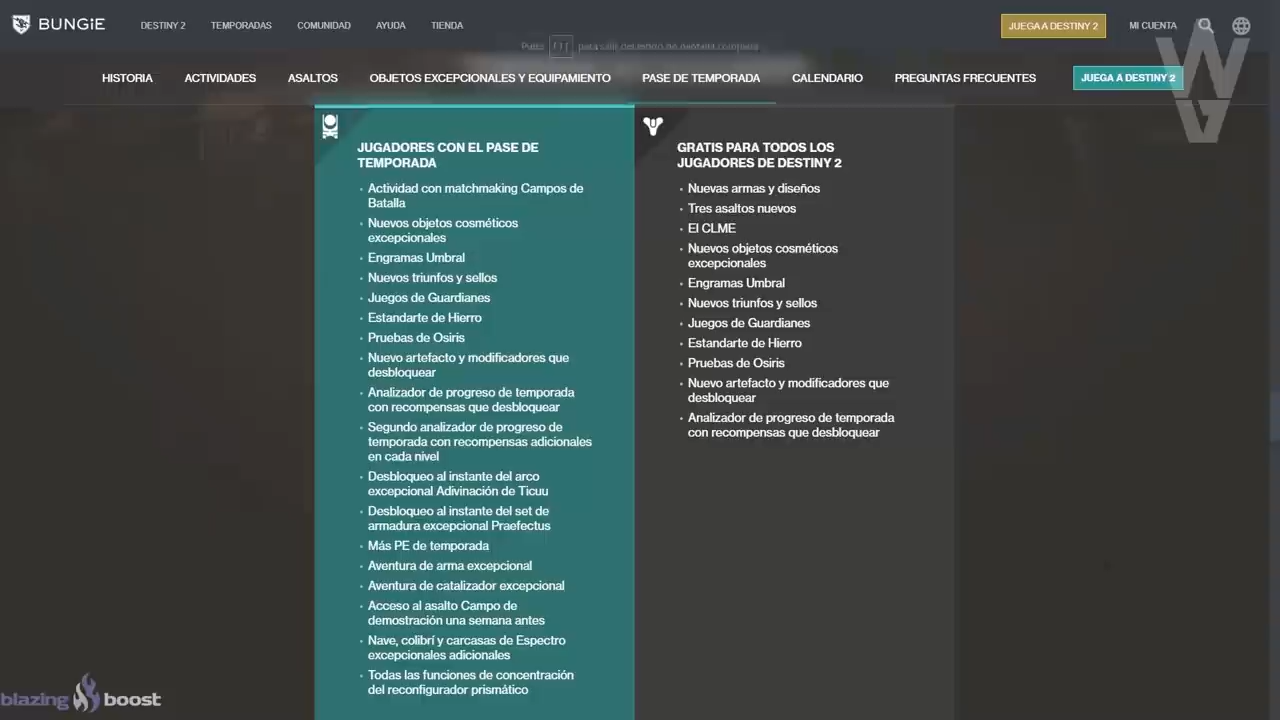 BUNGiE
DESTINY 2
TEMPORADAS
COMUNIDAD
AYUDA
TIENDA
JUEGA A DESTINY 2
MI CUENTA
HISTORIA
ACTIVIDADES
ASALTOS
OBJETOS EXCEPCIONALES Y EQUIPAMIENTO
PASE DE TEMPORADA
CALENDARIO
PREGUNTAS FRECUENTES
JUEGA A DESTINY 2
JUGADORES CON EL PASE DE
TEMPORADA
• Actividad con matchmaking Campos de
Batalla
• Nuevos objetos cosméticos
excepcionales
• Engramas Umbral
• Nuevos triunfos y sellos
• Juegos de Guardianes
• Estandarte de Hierro
• Pruebas de Osiris
• Nuevo artefacto y modificadores que
desbloquear
• Analizador de progreso de temporada
con recompensas que desbloquear
• Segundo analizador de progreso de
temporada con recompensas adicionales
en cada nivel
• Desbloqueo al instante del arco
excepcional Adivinación de Ticuu
• Desbloqueo al instante del set de
armadura excepcional Praefectus
• Más PE de temporada
• Aventura de arma excepcional
• Aventura de catalizador excepcional
• Acceso al asalto Campo de
demostración una semana antes
• Nave, colibrí y carcasas de Espectro
excepcionales adicionales
• Todas las funciones de concentración
del reconfigurador prismático
GRATIS PARA TODOS LOS
JUGADORES DE DESTINY 2
• Nuevas armas y diseños
• Tres asaltos nuevos
• El CLME
• Nuevos objetos cosméticos
excepcionales
• Engramas Umbral
• Nuevos triunfos y sellos
• Juegos de Guardianes
• Estandarte de Hierro
• Pruebas de Osiris
• Nuevo artefacto y modificadores que
desbloquear
• Analizador de progreso de temporada
con recompensas que desbloquear
blazing boost